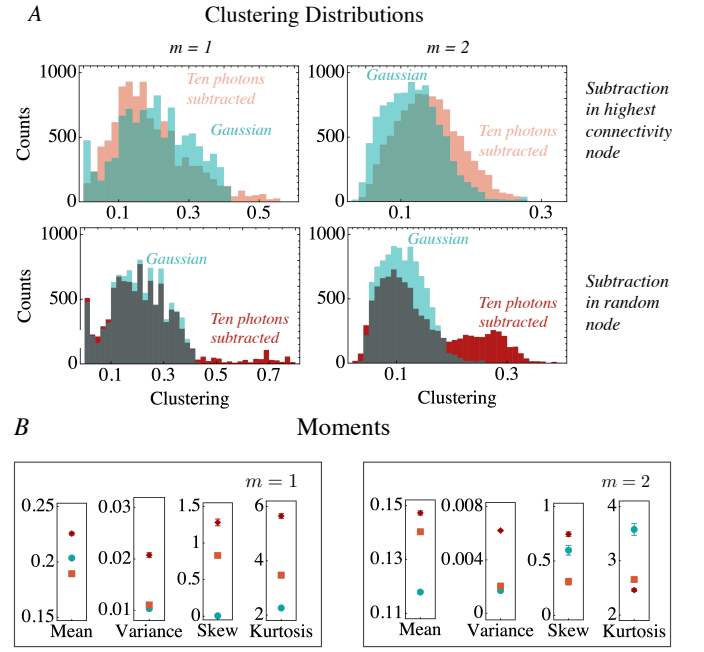 A Clustering Distributions
m = 1
m = 2
1000
500
0
Counts
Ten photons
subtracted
Gaussian
0.1 0.3 0.5
1000
500
0
Gaussian
Ten photons
subtracted
0.1 0.3
Subtraction
in highest
connectivity
node
1000
500
0
Counts
Gaussian
Ten photons
subtracted
0.1 0.3 0.5 0.7
Clustering
1000
500
0
Gaussian
Ten photons
subtracted
0.1 0.3
Clustering
Subtraction
in random
node
B Moments
m = 1
0.25
0.2
0.15
Mean
0.03
0.02
0.01
Variance
1.5
1
0.5
0
Skew
6
4
2
Kurtosis
m = 2
0.15
0.13
0.11
Mean
0.008
0.004
0
Variance
1
0.5
0
Skew
4
3
2
Kurtosis